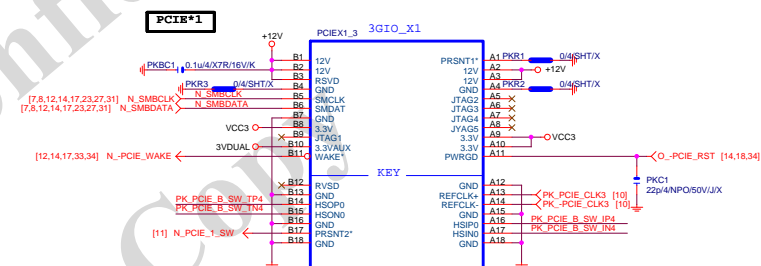 PCIE*1
PCIEX1_3 3GIO_X1
+12V
PKBC1 0.1u/4/X7R/16V/K
PKR3 0/4/SHT/X
[7,8,12,14,17,23,27,31] N_SMBCLK N_SMBCLK
[7,8,12,14,17,23,27,31] N_SMBDATA N_SMBDATA
VCC3
3VDUAL
[12,14,17,33,34] N_-PCIE_WAKE
PK_PCIE_B_SW_TP4
PK_PCIE_B_SW_TN4
[11] N_PCIE_1_SW
B1 12V
B2 12V
B3 RSVD
B4 GND
B5 SMCLK
B6 SMDAT
B7 GND
B8 3.3V
B9 JTAG1
B10 3.3VAUX
B11 WAKE*
KEY
B12 RVSD
B13 GND
B14 HSOP0
B15 HSON0
B16 GND
B17 PRSNT2*
B18 GND
PRSNT1* A1
12V A2
12V A3
GND A4
JTAG2 A5
JTAG3 A6
JTAG4 A7
JYAG5 A8
3.3V A9
3.3V A10
PWRGD A11
GND A12
REFCLK+ A13
REFCLK- A14
GND A15
HSIP0 A16
HSIN0 A17
GND A18
PKR1 0/4/SHT/X
+12V
PKR2 0/4/SHT/X
VCC3
O_-PCIE_RST [14,18,34]
PKC1
22p/4/NPO/50V/J/X
PK_PCIE_CLK3 [10]
PK_-PCIE_CLK3 [10]
PK_PCIE_B_SW_IP4
PK_PCIE_B_SW_IN4
Copy